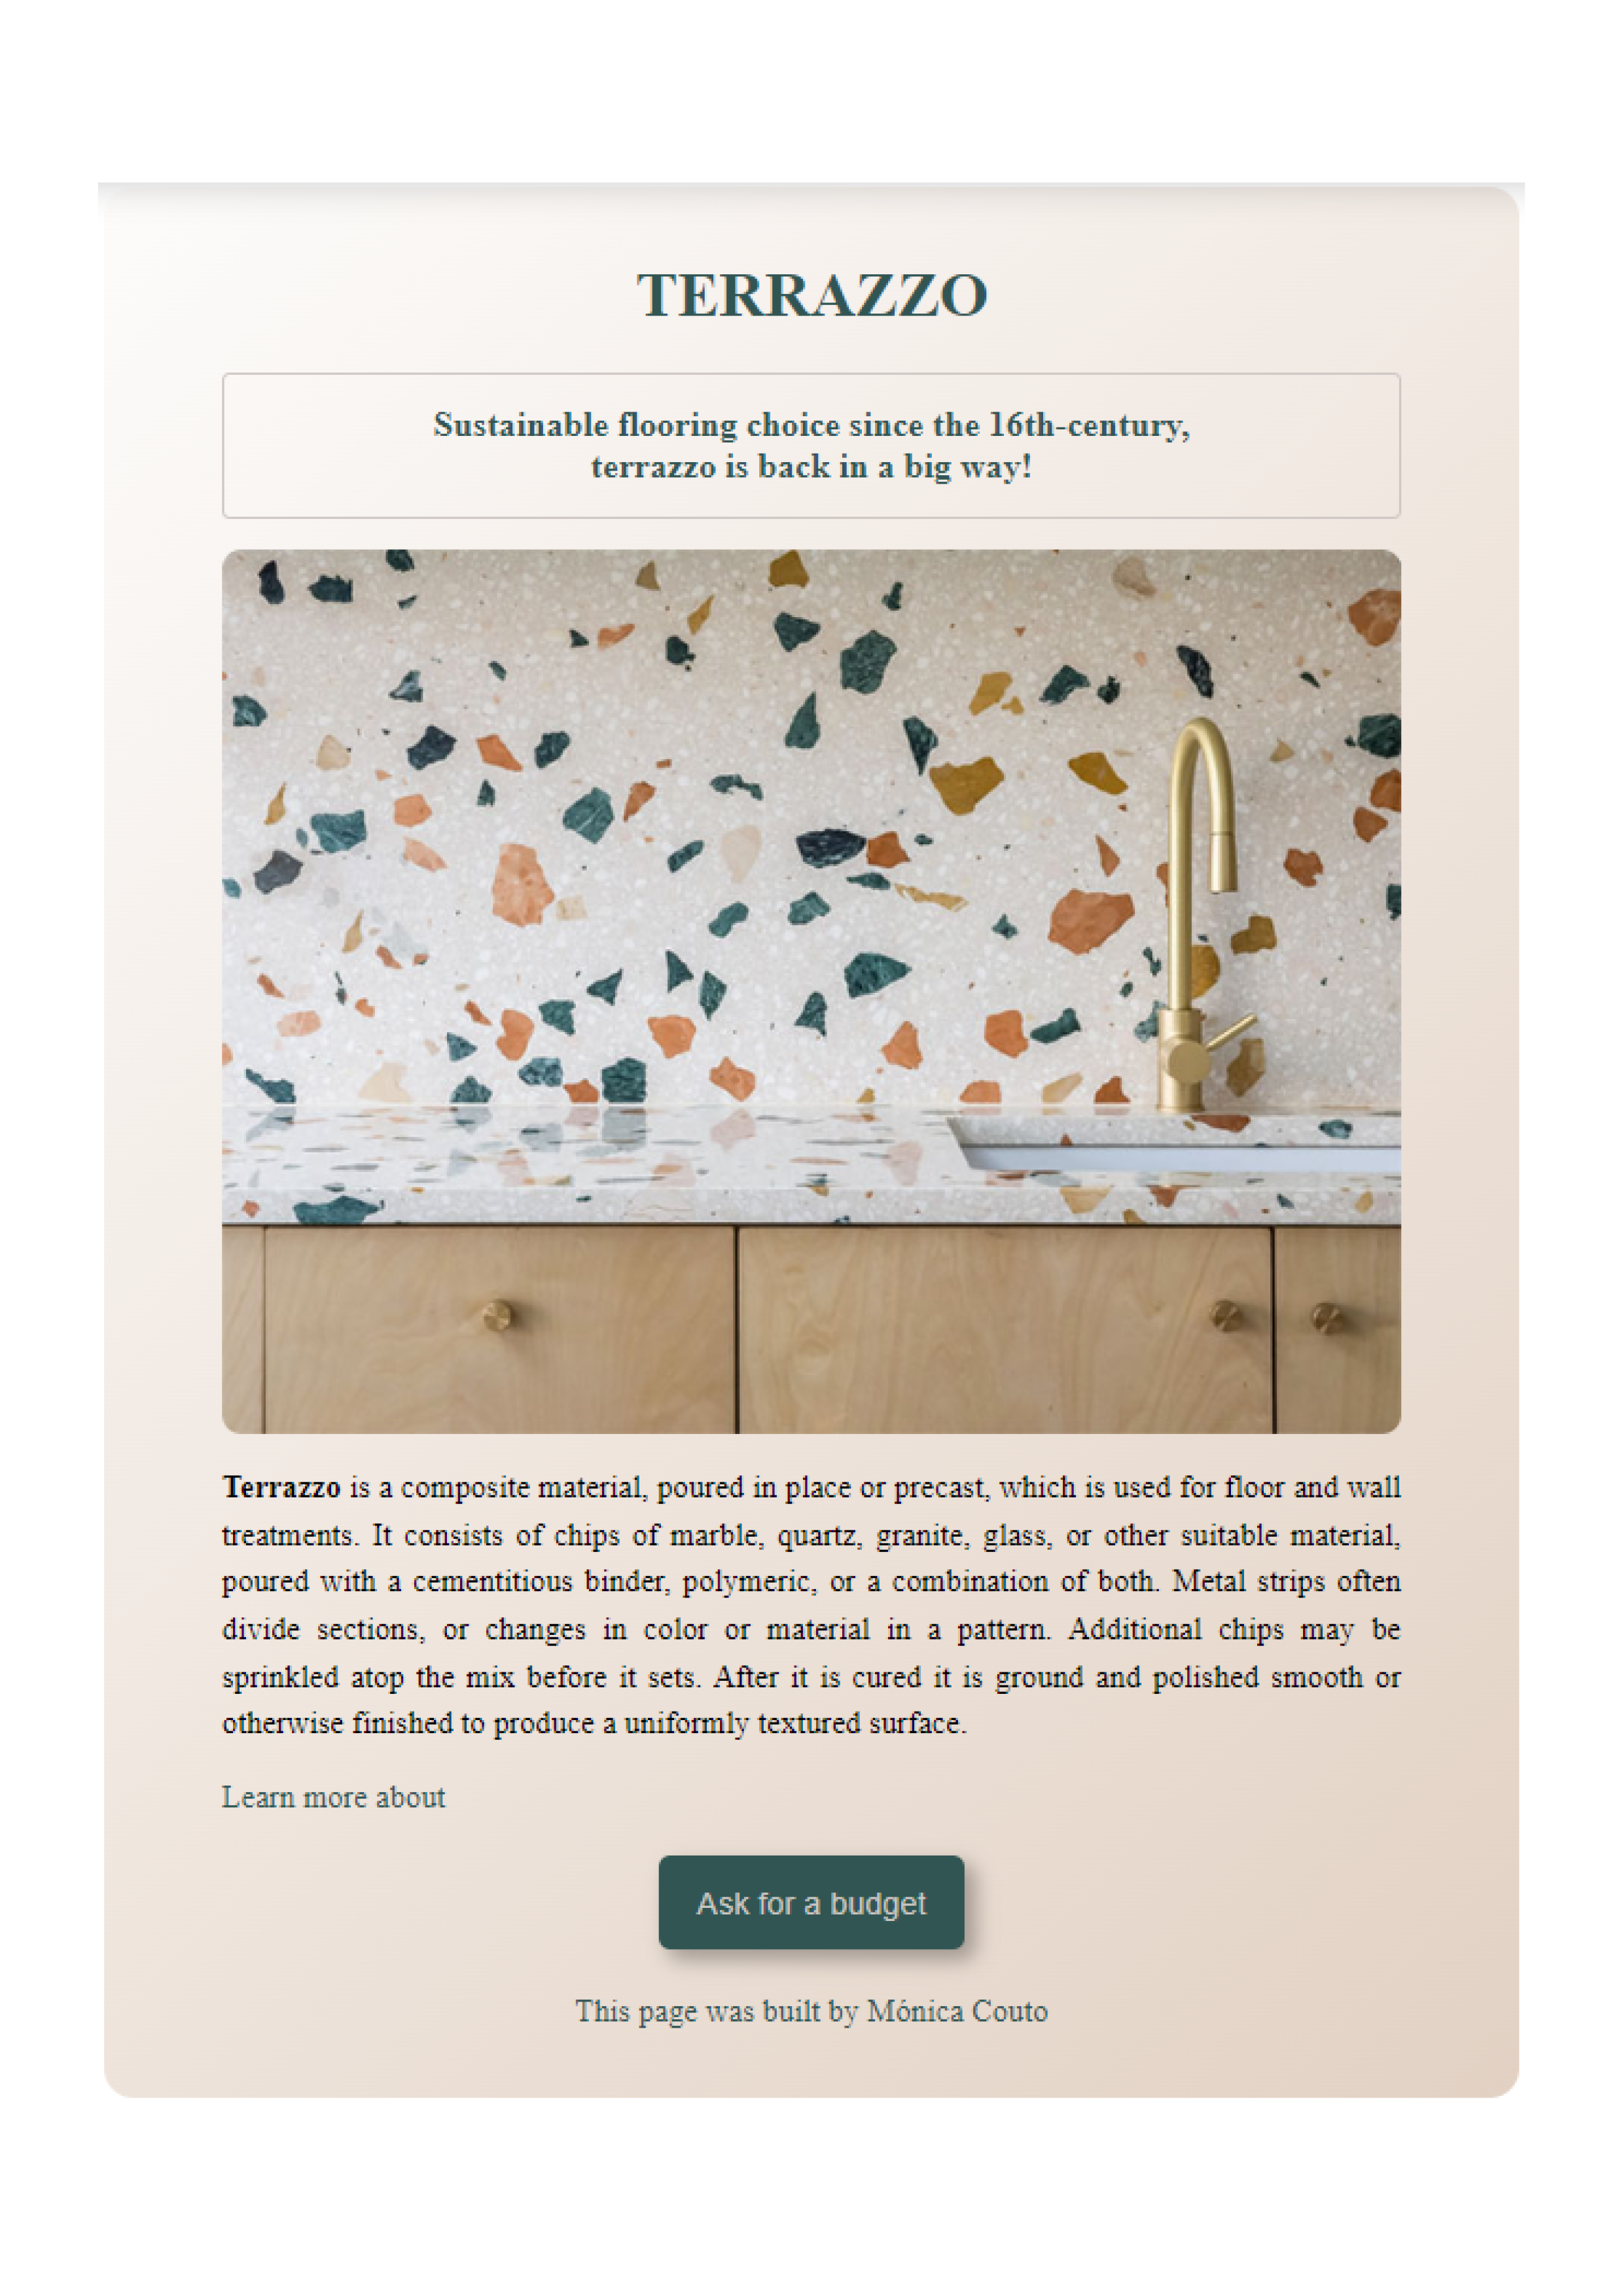 TERRAZZO
Sustainable flooring choice since the 16th-century,
terrazzo is back in a big way!
Terrazzo is a composite material, poured in place or precast, which is used for floor and wall
treatments. It consists of chips of marble, quartz, granite, glass, or other suitable material,
poured with a cementitious binder, polymeric, or a combination of both. Metal strips often
divide sections, or changes in color or material in a pattern. Additional chips may be
sprinkled atop the mix before it sets. After it is cured it is ground and polished smooth or
otherwise finished to produce a uniformly textured surface.
Learn more about
Ask for a budget
This page was built by Mónica Couto